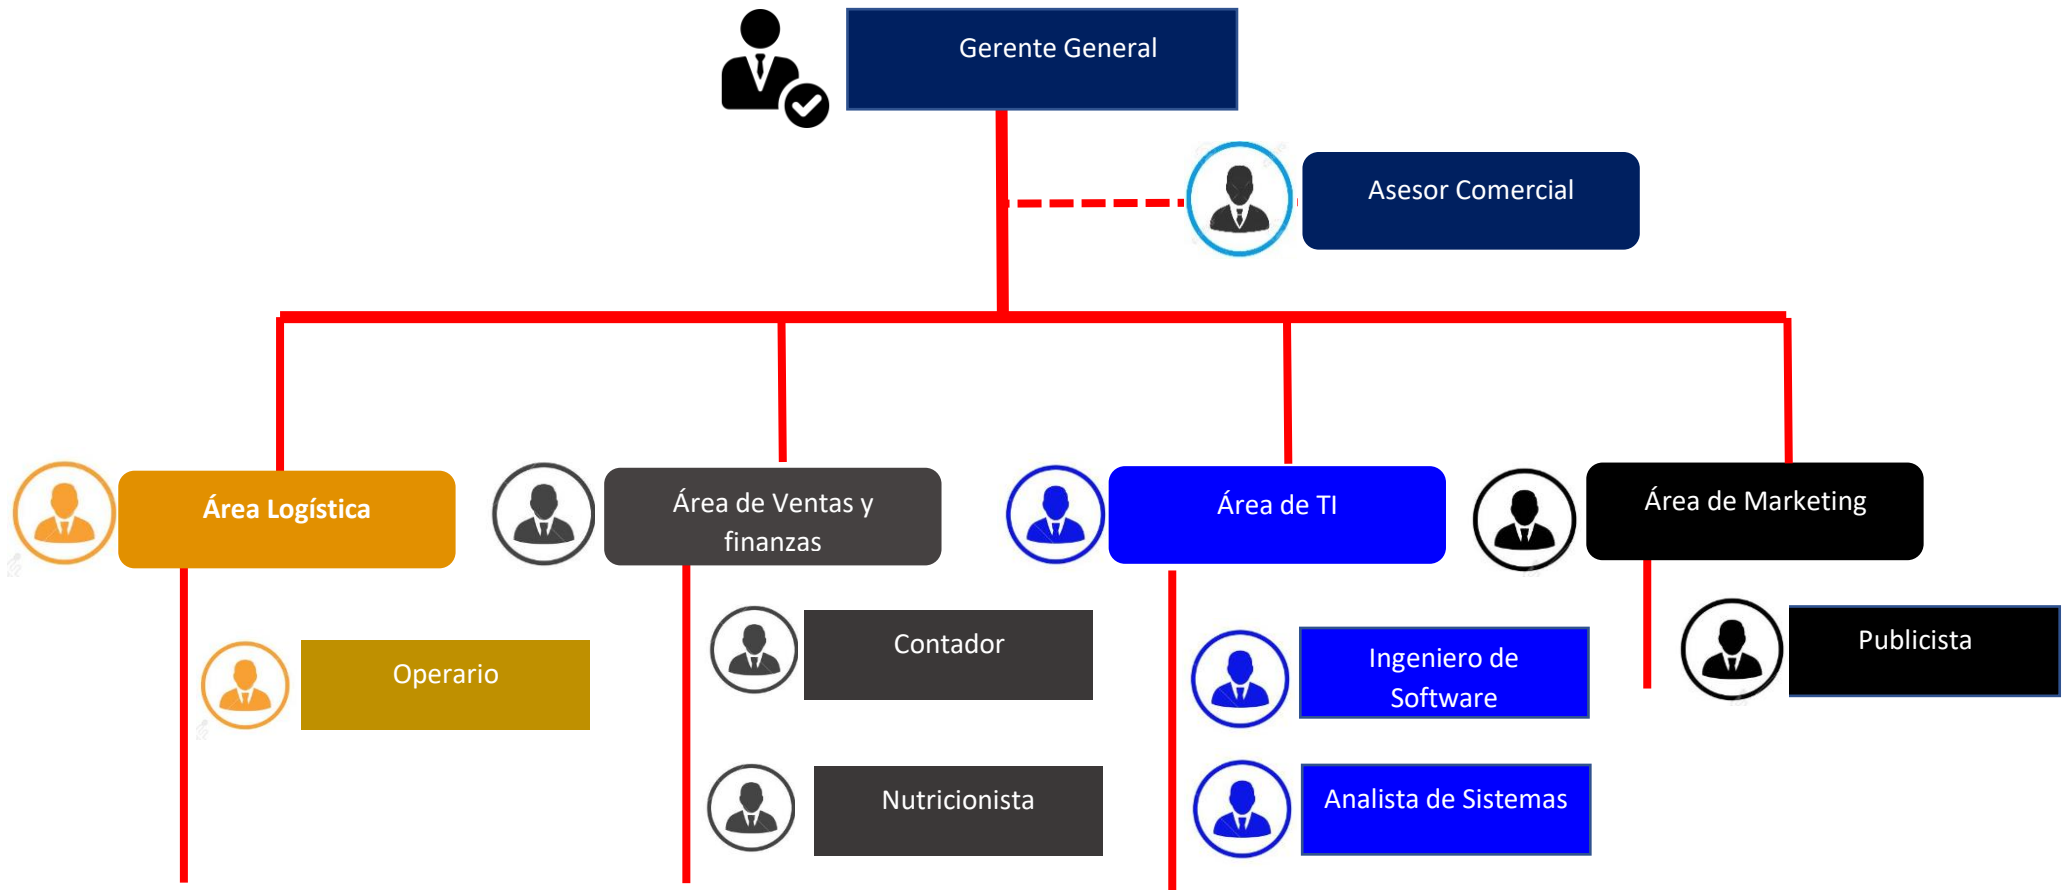 Gerente General
Asesor Comercial
Área Logística
Área de Ventas y
finanzas
Área de TI
Área de Marketing
Operario
Contador
Ingeniero de
Software
Publicista
Nutricionista
Analista de Sistemas